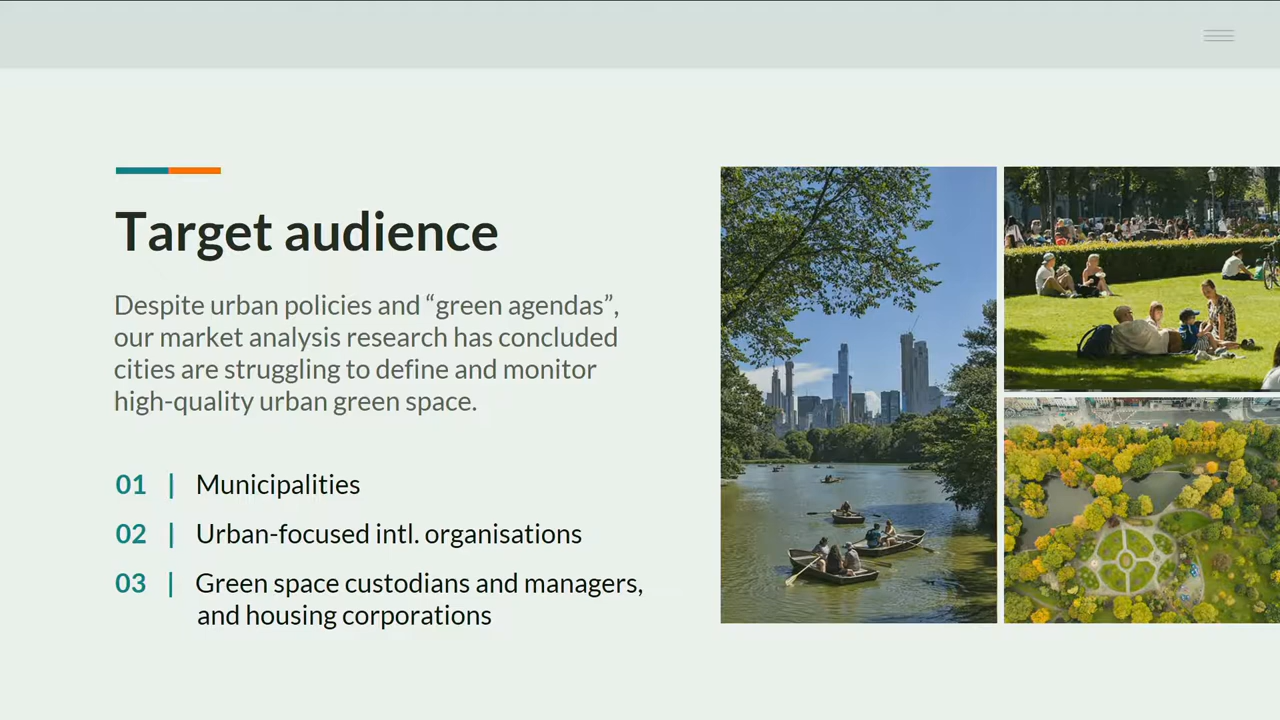 Target audience
Despite urban policies and “green agendas”,
our market analysis research has concluded
cities are struggling to define and monitor
high-quality urban green space.
01 | Municipalities
02 | Urban-focused intl. organisations
03 | Green space custodians and managers,
and housing corporations